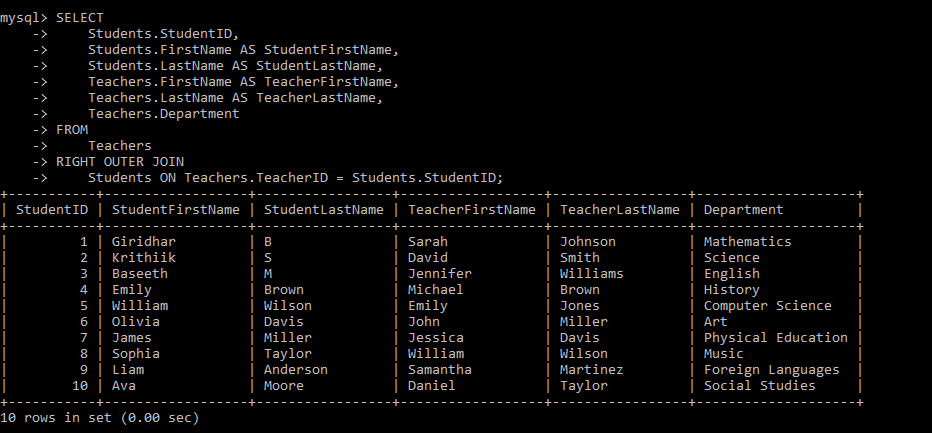 mysql> SELECT
    ->     Students.StudentID,
    ->     Students.FirstName AS StudentFirstName,
    ->     Students.LastName AS StudentLastName,
    ->     Teachers.FirstName AS TeacherFirstName,
    ->     Teachers.LastName AS TeacherLastName,
    ->     Teachers.Department
    -> FROM
    ->     Teachers
    -> RIGHT OUTER JOIN
    ->     Students ON Teachers.TeacherID = Students.StudentID;
+-----------+------------------+-----------------+------------------+-----------------+--------------------+
| StudentID | StudentFirstName | StudentLastName | TeacherFirstName | TeacherLastName | Department         |
+-----------+------------------+-----------------+------------------+-----------------+--------------------+
|         1 | Giridhar         | B               | Sarah            | Johnson         | Mathematics        |
|         2 | Krithiik         | S               | David            | Smith           | Science            |
|         3 | Baseeth          | M               | Jennifer         | Williams        | English            |
|         4 | Emily            | Brown           | Michael          | Brown           | History            |
|         5 | William          | Wilson          | Emily            | Jones           | Computer Science   |
|         6 | Olivia           | Davis           | John             | Miller          | Art                |
|         7 | James            | Miller          | Jessica          | Davis           | Physical Education |
|         8 | Sophia           | Taylor          | William          | Wilson          | Music              |
|         9 | Liam             | Anderson        | Samantha         | Martinez        | Foreign Languages  |
|        10 | Ava              | Moore           | Daniel           | Taylor          | Social Studies     |
+-----------+------------------+-----------------+------------------+-----------------+--------------------+
10 rows in set (0.00 sec)